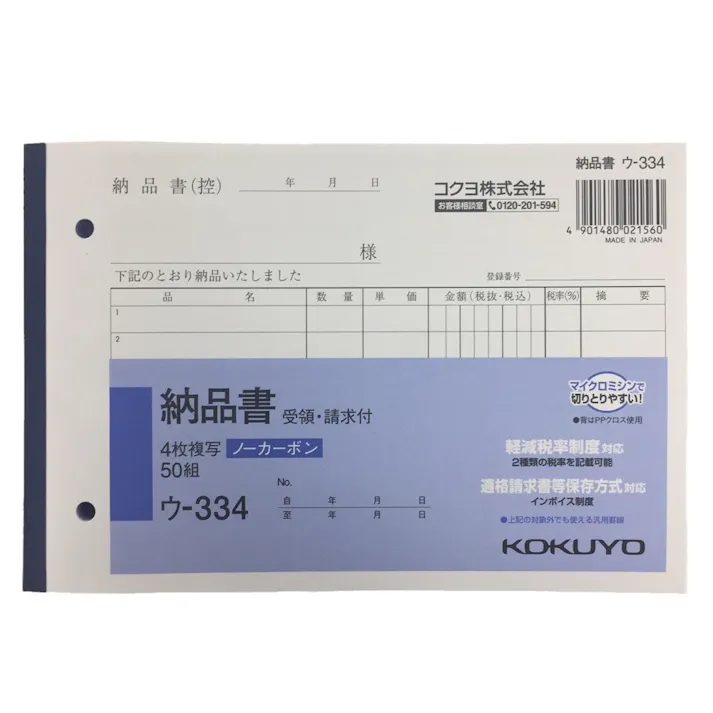 納品書 ウ-334
納品書(控) 年 月 日
コクヨ株式会社
お客様相談室 0120-201-594
4 901480 021560
MADE IN JAPAN
様
下記のとおり納品いたしました 登録番号
品 名 数 量 単 価 金額(税抜・税込) 税率(%) 摘 要
1
2
納品書 受領・請求付
4枚複写 ノーカーボン
50組
ウ-334
No.
自 年 月 日
至 年 月 日
マイクロミシンで
切りとりやすい!
●背はPPクロス使用
軽減税率制度対応
2種類の税率を記載可能
適格請求書等保存方式対応
インボイス制度
●上記の対象外でも使える汎用罫線
KOKUYO